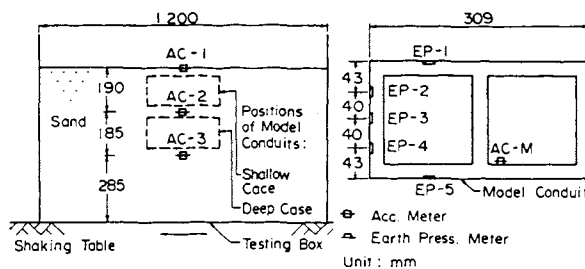 1 200
309
AC-1
EP-1
190
AC-2
Sand
Positions
of Model
Conduits:
185
AC-3
Shallow
Cace
285
Deep Case
Shaking Table
Testing Box
43
EP-2
40
EP-3
40
EP-4
AC-M
43
EP-5
Model Conduit
Acc. Meter
Earth Press. Meter
Unit : mm